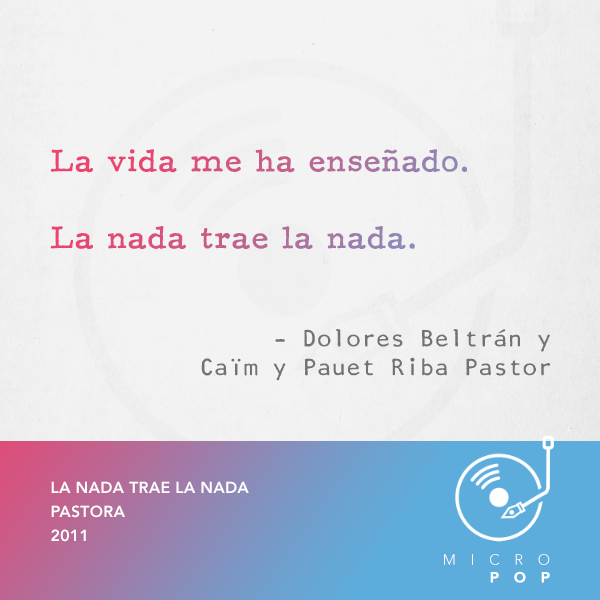 La vida me ha enseñado.
La nada trae la nada.
– Dolores Beltrán y
Caïm y Pauet Riba Pastor
LA NADA TRAE LA NADA
PASTORA
2011
MICRO
POP